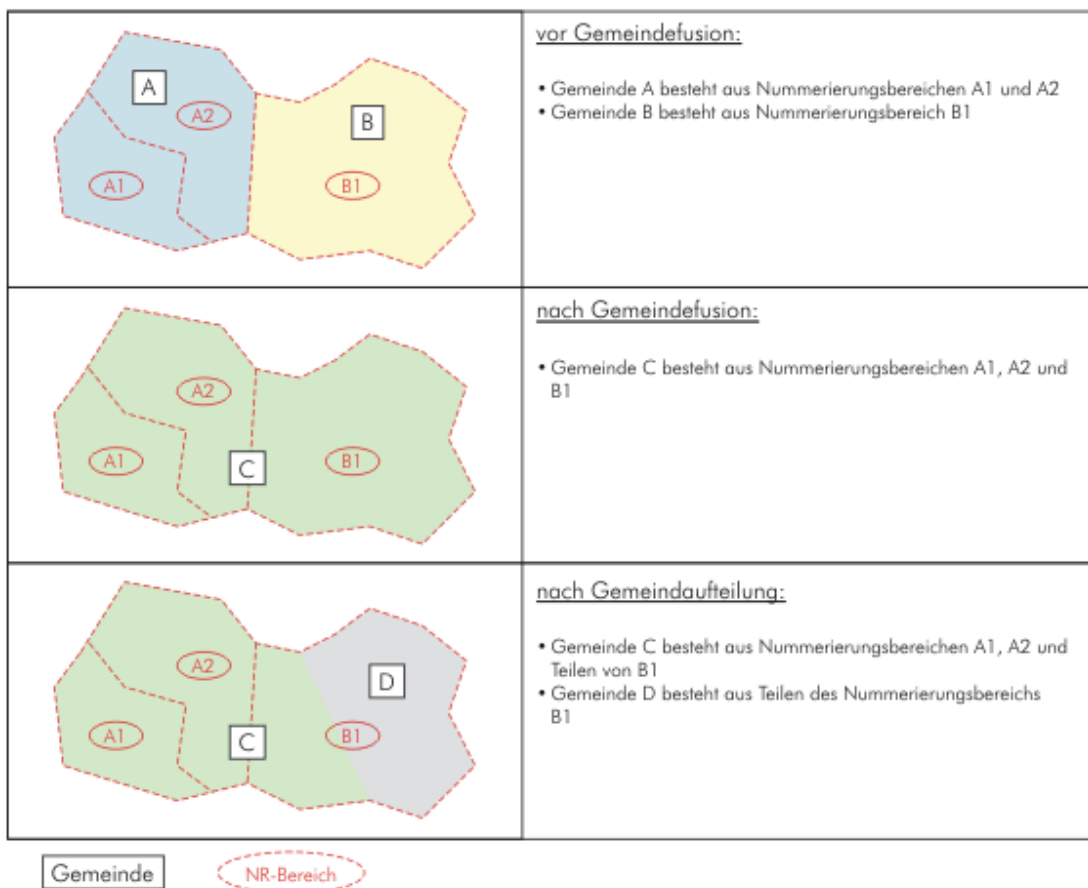 A
A2
A1
B
B1
vor Gemeindefusion:
• Gemeinde A besteht aus Nummerierungsbereichen A1 und A2
• Gemeinde B besteht aus Nummerierungsbereich B1
A2
A1
C
B1
nach Gemeindefusion:
• Gemeinde C besteht aus Nummerierungsbereichen A1, A2 und
B1
A2
A1
C
B1
D
nach Gemeindaufteilung:
• Gemeinde C besteht aus Nummerierungsbereichen A1, A2 und
Teilen von B1
• Gemeinde D besteht aus Teilen des Nummerierungsbereichs
B1
Gemeinde
NR-Bereich